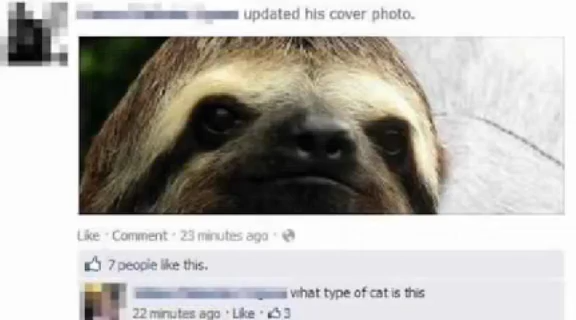 updated his cover photo.
Like · Comment · 23 minutes ago ·
7 people like this.
what type of cat is this
22 minutes ago · Like · 3